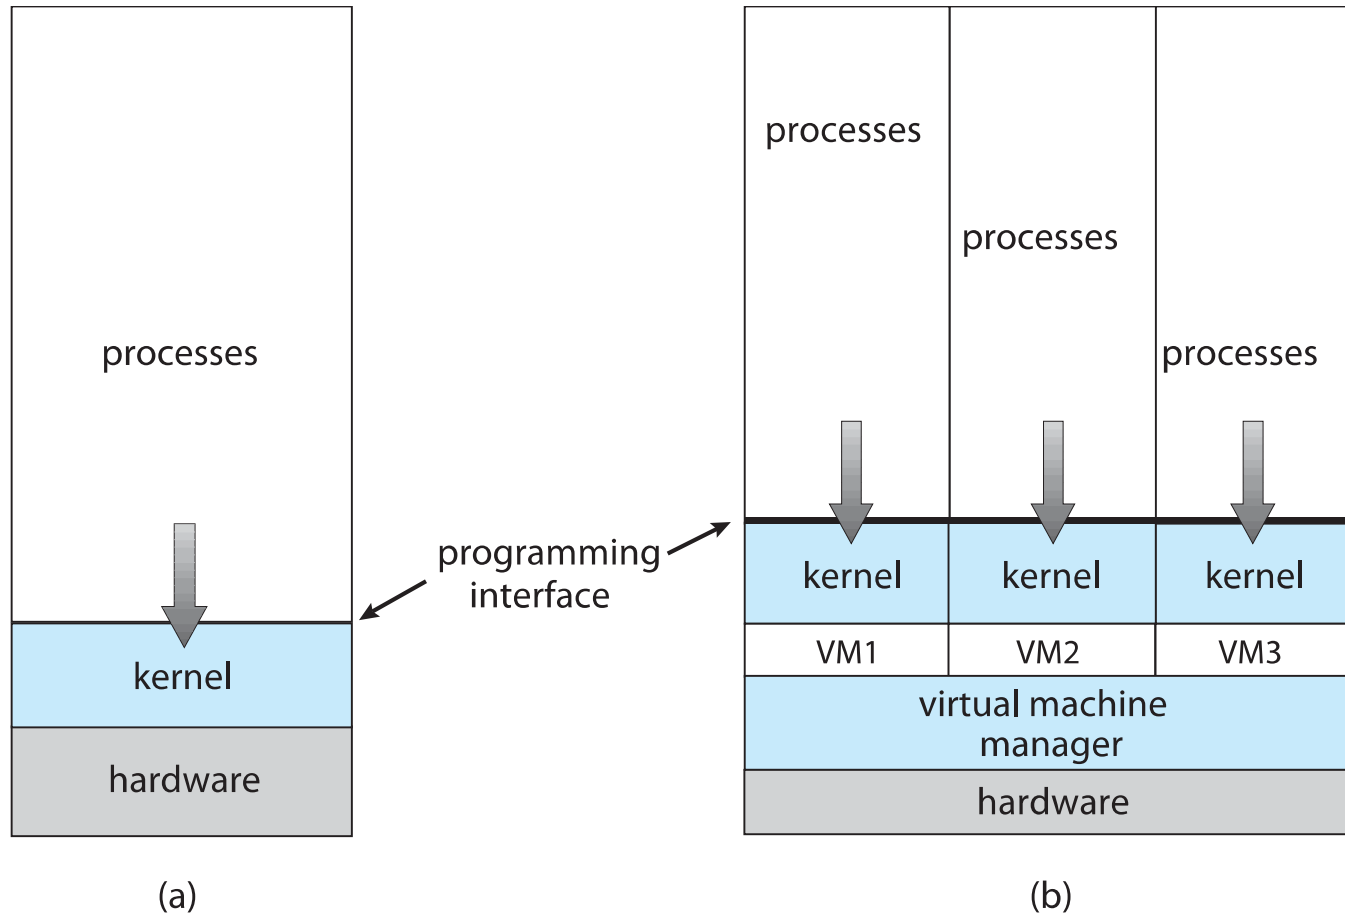 processes
kernel
hardware
(a)
programming
interface
processes
processes
processes
kernel
kernel
kernel
VM1
VM2
VM3
virtual machine
manager
hardware
(b)